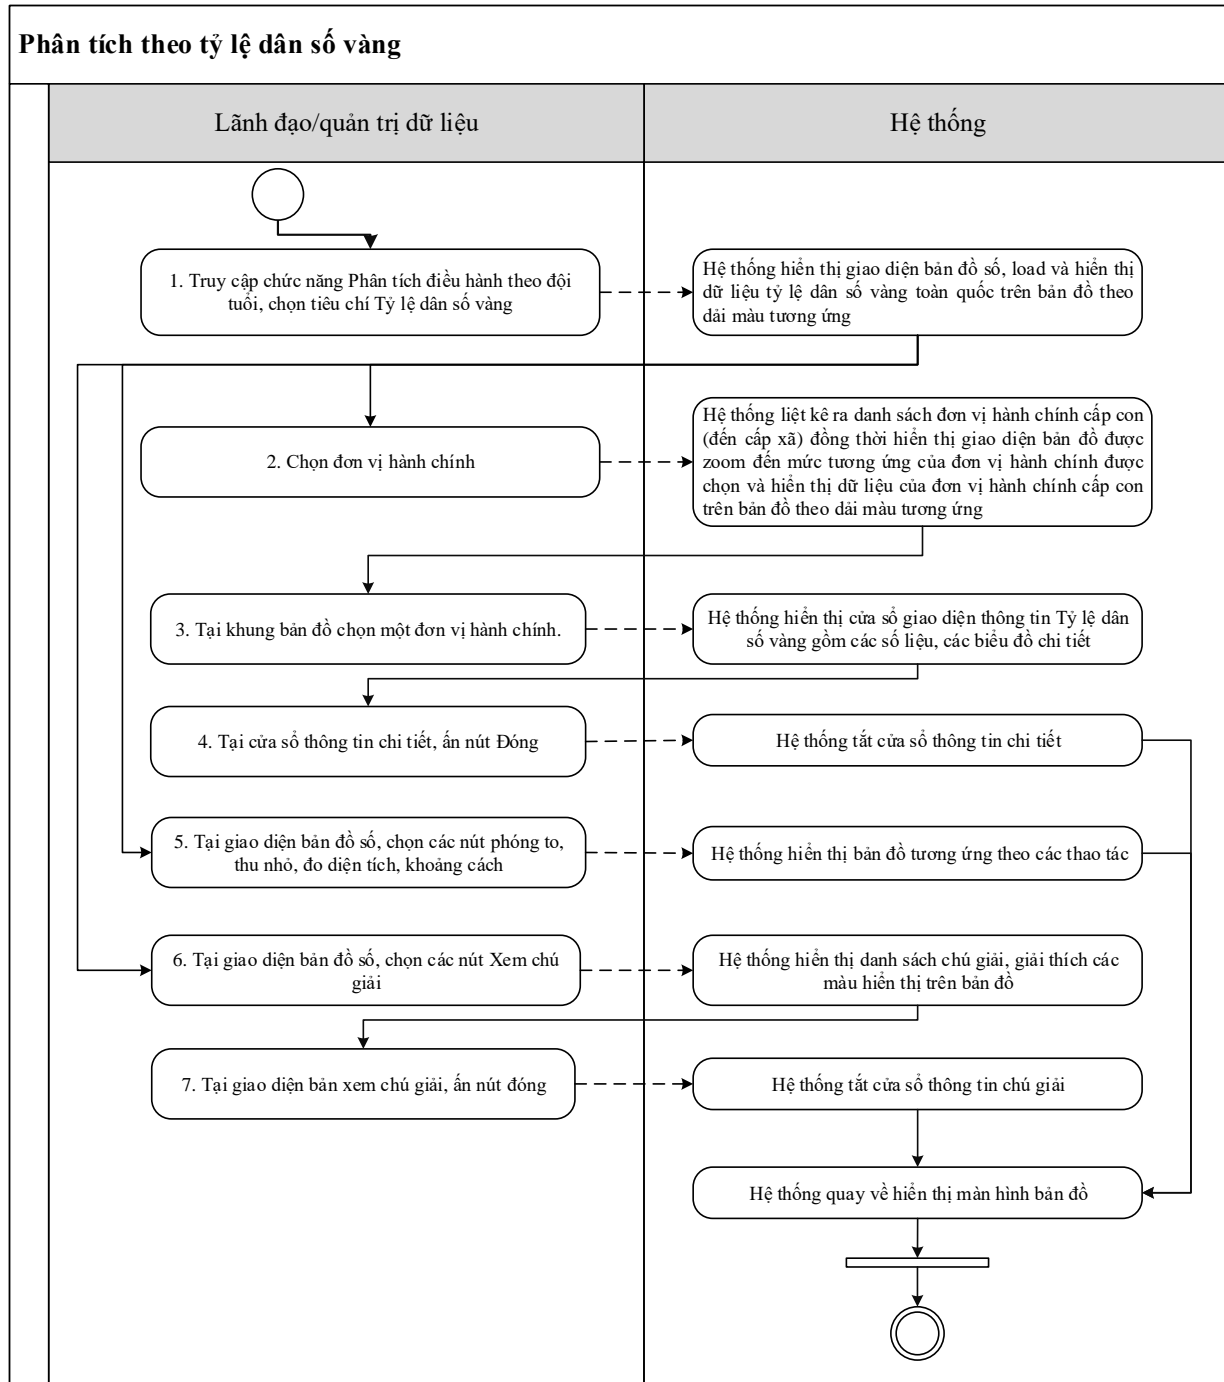 Phân tích theo tỷ lệ dân số vàng
Lãnh đạo/quản trị dữ liệu
Hệ thống
1. Truy cập chức năng Phân tích điều hành theo đội
tuổi, chọn tiêu chí Tỷ lệ dân số vàng
Hệ thống hiển thị giao diện bản đồ số, load và hiển thị
dữ liệu tỷ lệ dân số vàng toàn quốc trên bản đồ theo
dải màu tương ứng
2. Chọn đơn vị hành chính
Hệ thống liệt kê ra danh sách đơn vị hành chính cấp con
(đến cấp xã) đồng thời hiển thị giao diện bản đồ được
zoom đến mức tương ứng của đơn vị hành chính được
chọn và hiển thị dữ liệu của đơn vị hành chính cấp con
trên bản đồ theo dải màu tương ứng
3. Tại khung bản đồ chọn một đơn vị hành chính.
Hệ thống hiển thị cửa sổ giao diện thông tin Tỷ lệ dân
số vàng gồm các số liệu, các biểu đồ chi tiết
4. Tại cửa sổ thông tin chi tiết, ấn nút Đóng
Hệ thống tắt cửa sổ thông tin chi tiết
5. Tại giao diện bản đồ số, chọn các nút phóng to,
thu nhỏ, đo diện tích, khoảng cách
Hệ thống hiển thị bản đồ tương ứng theo các thao tác
6. Tại giao diện bản đồ số, chọn các nút Xem chú
giải
Hệ thống hiển thị danh sách chú giải, giải thích các
màu hiển thị trên bản đồ
7. Tại giao diện bản xem chú giải, ấn nút đóng
Hệ thống tắt cửa sổ thông tin chú giải
Hệ thống quay về hiển thị màn hình bản đồ